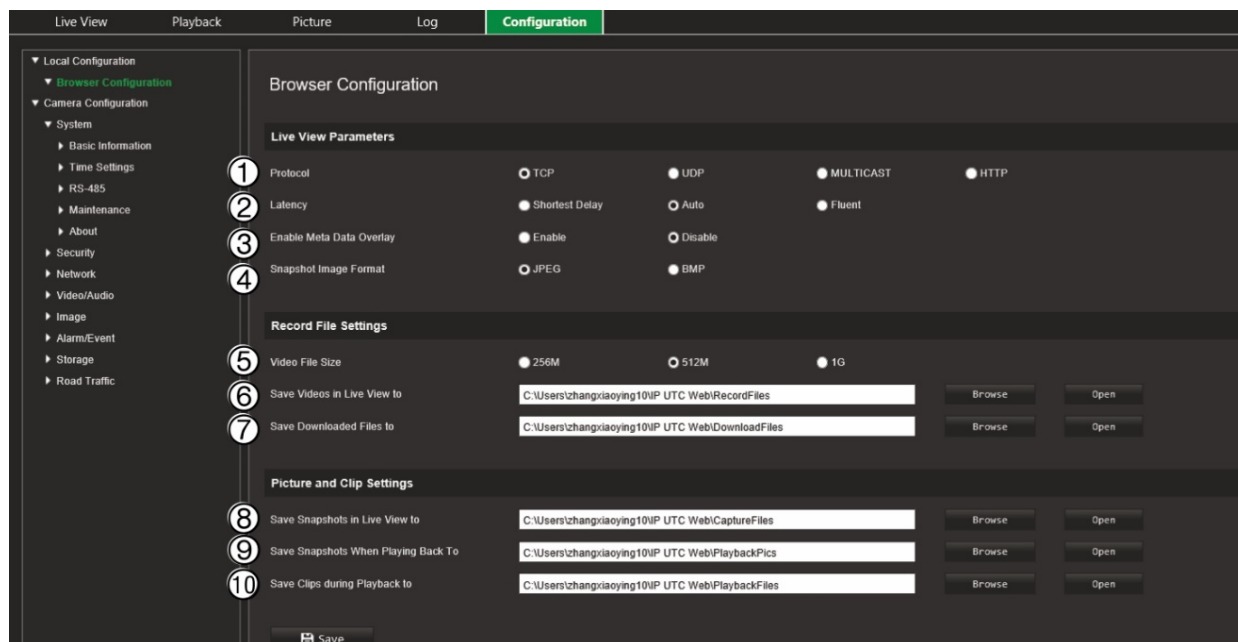 Live View Playback Picture Log Configuration
Local Configuration
Browser Configuration
Camera Configuration
System
Basic Information
Time Settings
RS-485
Maintenance
About
Security
Network
Video/Audio
Image
Alarm/Event
Storage
Road Traffic
Browser Configuration
Live View Parameters
1 Protocol TCP UDP MULTICAST HTTP
2 Latency Shortest Delay Auto Fluent
3 Enable Meta Data Overlay Enable Disable
4 Snapshot Image Format JPEG BMP
Record File Settings
5 Video File Size 256M 512M 1G
6 Save Videos in Live View to C:\Users\zhangxiaoying10\IP UTC Web\RecordFiles Browse Open
7 Save Downloaded Files to C:\Users\zhangxiaoying10\IP UTC Web\DownloadFiles Browse Open
Picture and Clip Settings
8 Save Snapshots in Live View to C:\Users\zhangxiaoying10\IP UTC Web\CaptureFiles Browse Open
9 Save Snapshots When Playing Back To C:\Users\zhangxiaoying10\IP UTC Web\PlaybackPics Browse Open
10 Save Clips during Playback to C:\Users\zhangxiaoying10\IP UTC Web\PlaybackFiles Browse Open
Save